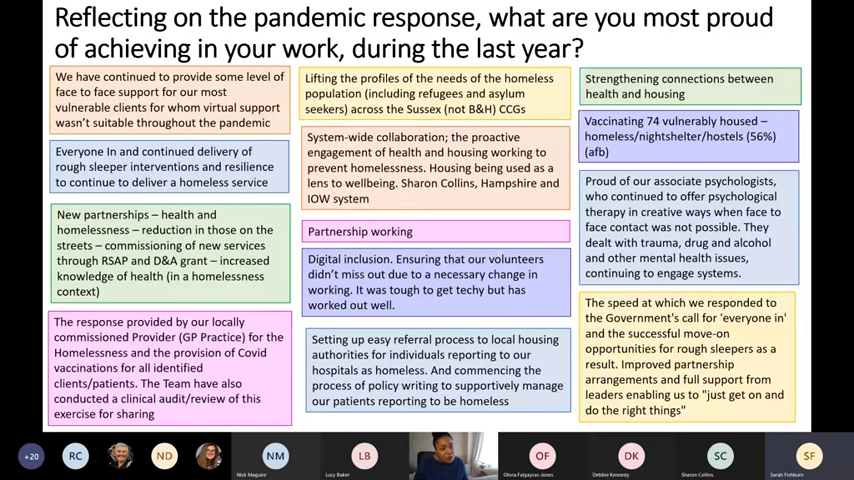 Reflecting on the pandemic response, what are you most proud
of achieving in your work, during the last year?
We have continued to provide some level of
face to face support for our most
vulnerable clients for whom virtual support
wasn't suitable throughout the pandemic
Everyone In and continued delivery of
rough sleeper interventions and resilience
to continue to deliver a homeless service
New partnerships – health and
homelessness – reduction in those on the
streets – commissioning of new services
through RSAP and D&A grant – increased
knowledge of health (in a homelessness
context)
The response provided by our locally
commissioned Provider (GP Practice) for the
Homelessness and the provision of Covid
vaccinations for all identified
clients/patients. The Team have also
conducted a clinical audit/review of this
exercise for sharing
Lifting the profiles of the needs of the homeless
population (including refugees and asylum
seekers) across the Sussex (not B&H) CCGs
System-wide collaboration; the proactive
engagement of health and housing working to
prevent homelessness. Housing being used as a
lens to wellbeing. Sharon Collins, Hampshire and
IOW system
Partnership working
Digital inclusion. Ensuring that our volunteers
didn't miss out due to a necessary change in
working. It was tough to get techy but has
worked out well.
Setting up easy referral process to local housing
authorities for individuals reporting to our
hospitals as homeless. And commencing the
process of policy writing to supportively manage
our patients reporting to be homeless
Strengthening connections between
health and housing
Vaccinating 74 vulnerably housed –
homeless/nightshelter/hostels (56%)
(afb)
Proud of our associate psychologists,
who continued to offer psychological
therapy in creative ways when face to
face contact was not possible. They
dealt with trauma, drug and alcohol
and other mental health issues,
continuing to engage systems.
The speed at which we responded to
the Government's call for 'everyone in'
and the successful move-on
opportunities for rough sleepers as a
result. Improved partnership
arrangements and full support from
leaders enabling us to "just get on and
do the right things"
+20
RC
ND
NM
Nick Maguire
LB
Lucy Baker
OF
Olivia Falpayrac-Jones
DK
Debbie Kennedy
SC
Sharon Collins
SF
Sarah Fishburn